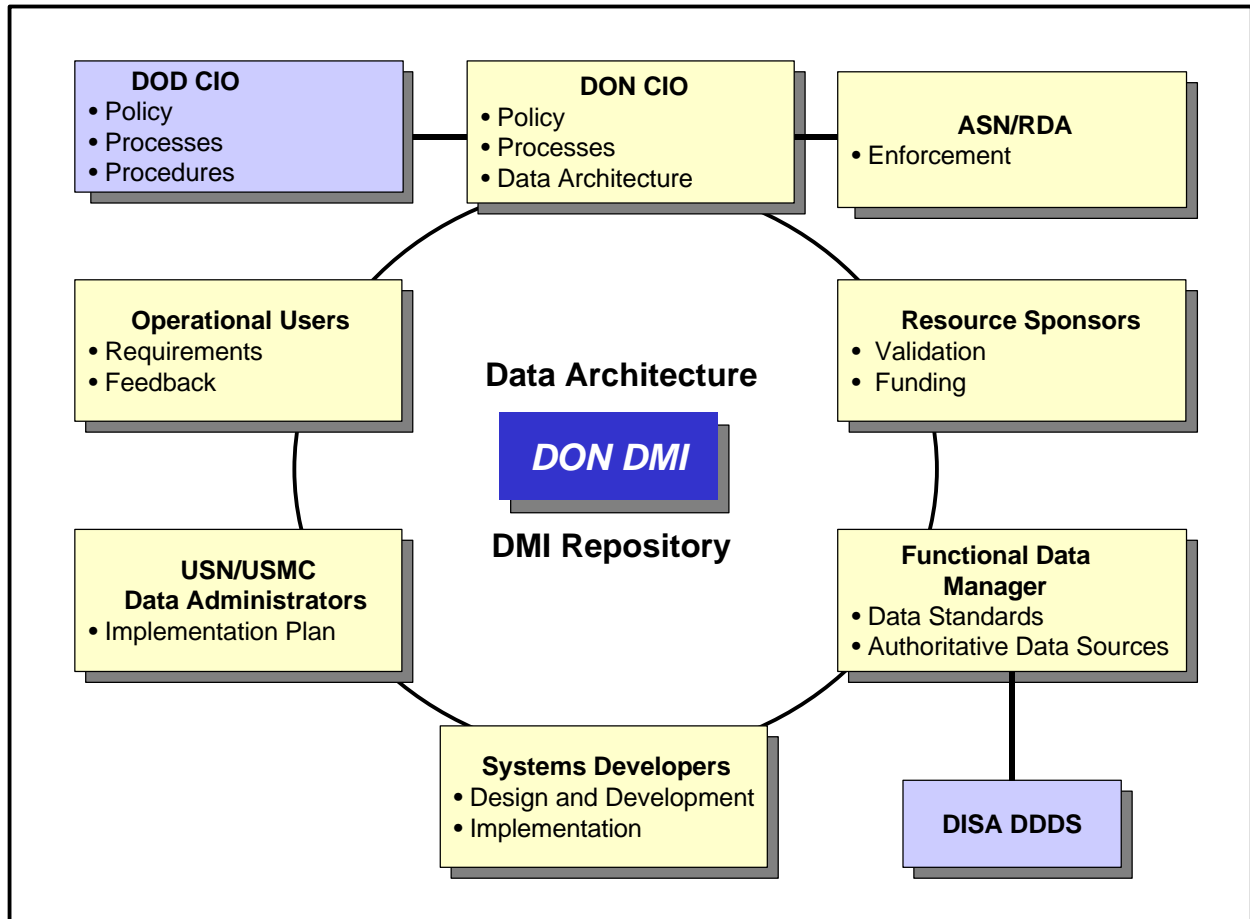 DOD CIO
• Policy
• Processes
• Procedures
DON CIO
• Policy
• Processes
• Data Architecture
ASN/RDA
• Enforcement
Operational Users
• Requirements
• Feedback
Data Architecture
DON DMI
DMI Repository
Resource Sponsors
• Validation
• Funding
USN/USMC
Data Administrators
• Implementation Plan
Functional Data
Manager
• Data Standards
• Authoritative Data Sources
Systems Developers
• Design and Development
• Implementation
DISA DDDS